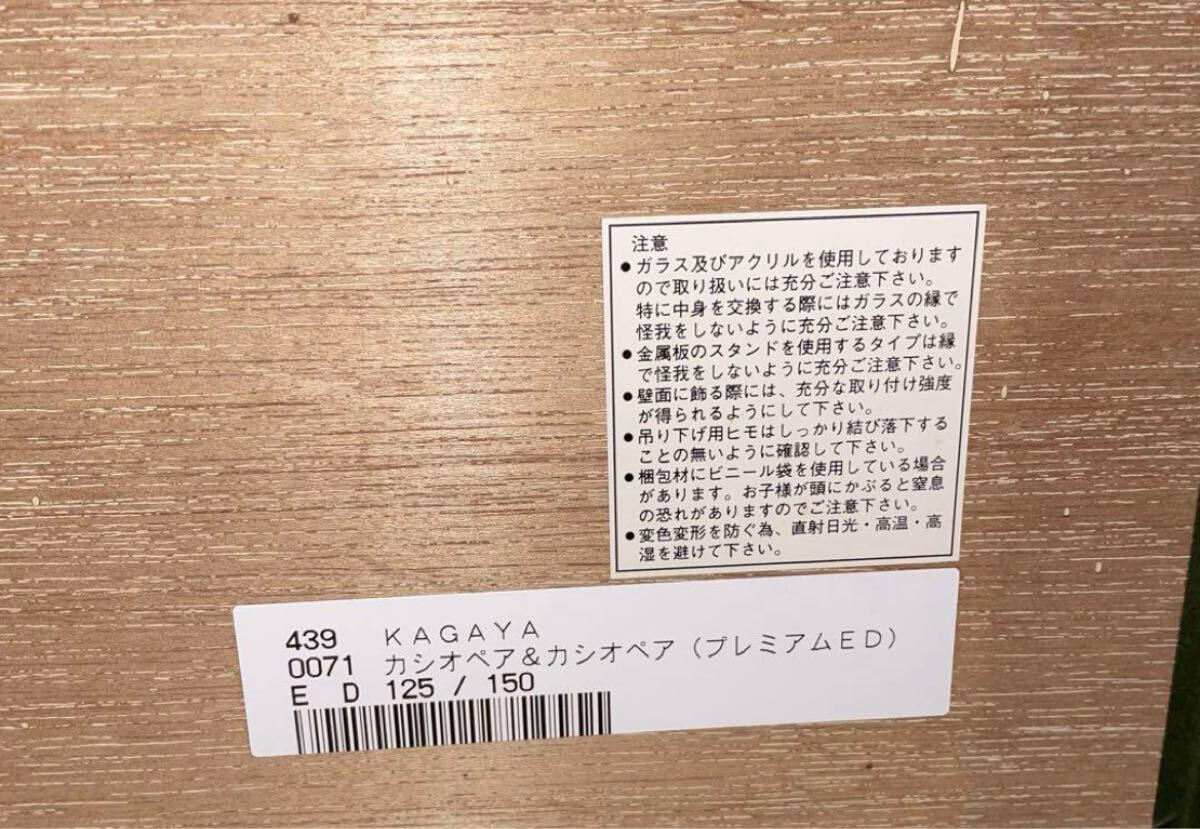 注意
●ガラス及びアクリルを使用しております
ので取り扱いには充分ご注意下さい。
特に中身を交換する際にはガラスの縁で
怪我をしないように充分ご注意下さい。
●金属板のスタンドを使用するタイプは縁
で怪我をしないように充分ご注意下さい。
●壁面に飾る際には、充分な取り付け強度
が得られるようにして下さい。
●吊り下げ用ヒモはしっかり結び落下する
ことの無いように確認して下さい。
●梱包材にビニール袋を使用している場合
があります。お子様が頭にかぶると窒息
の恐れがありますのでご注意下さい。
●変色変形を防ぐ為、直射日光・高温・高
湿を避けて下さい。
439 KAGAYA
0071 カシオペア＆カシオペア（プレミアムED）
E D 125 / 150